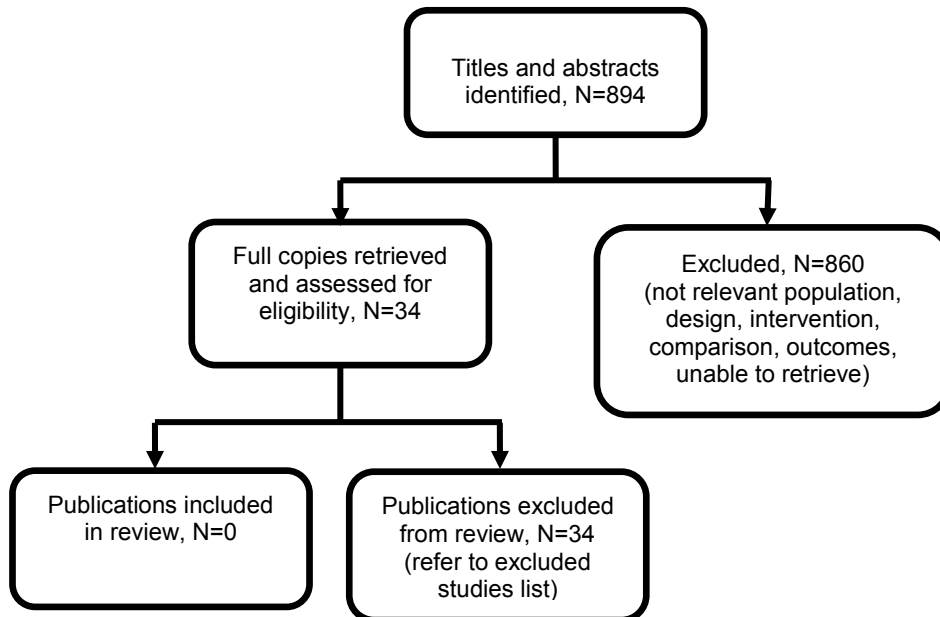 Titles and abstracts
identified, N=894
Full copies retrieved
and assessed for
eligibility, N=34
Excluded, N=860
(not relevant population,
design, intervention,
comparison, outcomes,
unable to retrieve)
Publications included
in review, N=0
Publications excluded
from review, N=34
(refer to excluded
studies list)